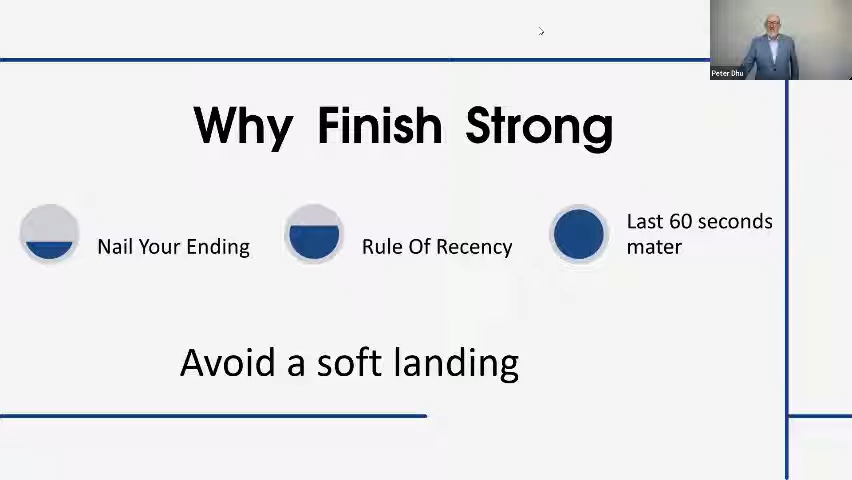 Peter Dhu
Why Finish Strong
Nail Your Ending
Rule Of Recency
Last 60 seconds
mater
Avoid a soft landing